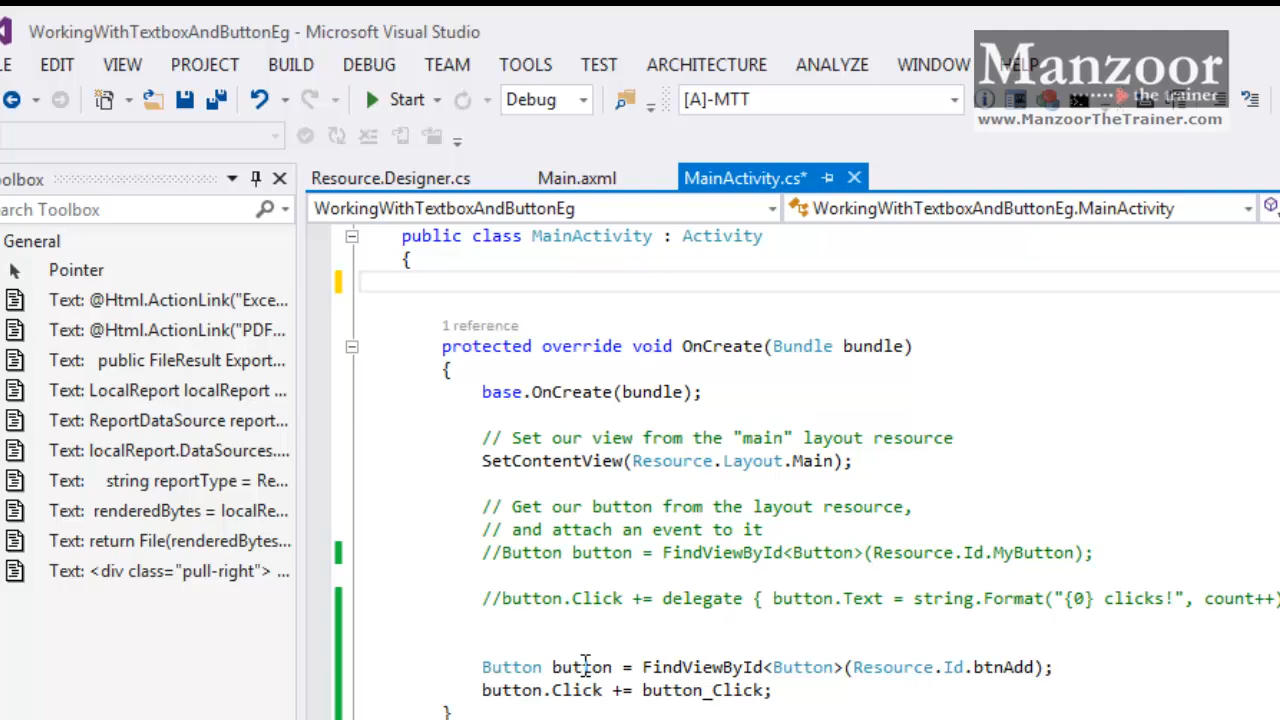 WorkingWithTextboxAndButtonEg - Microsoft Visual Studio
LE EDIT VIEW PROJECT BUILD DEBUG TEAM TOOLS TEST ARCHITECTURE ANALYZE WINDOW HELP
Manzoor
the trainer
www.ManzoorTheTrainer.com
Start Debug [A]-MTT
oolbox
Resource.Designer.cs Main.axml MainActivity.cs*
arch Toolbox
WorkingWithTextboxAndButtonEg WorkingWithTextboxAndButtonEg.MainActivity
General
Pointer
Text: @Html.ActionLink("Exce...
Text: @Html.ActionLink("PDF...
Text: public FileResult Export...
Text: LocalReport localReport ...
Text: ReportDataSource report...
Text: localReport.DataSources....
Text: string reportType = Re...
Text: renderedBytes = localRe...
Text: return File(renderedBytes...
Text: <div class="pull-right"> ...
public class MainActivity : Activity
{
1 reference
protected override void OnCreate(Bundle bundle)
{
base.OnCreate(bundle);
// Set our view from the "main" layout resource
SetContentView(Resource.Layout.Main);
// Get our button from the layout resource,
// and attach an event to it
//Button button = FindViewById<Button>(Resource.Id.MyButton);
//button.Click += delegate { button.Text = string.Format("{0} clicks!", count++)
Button button = FindViewById<Button>(Resource.Id.btnAdd);
button.Click += button_Click;
}